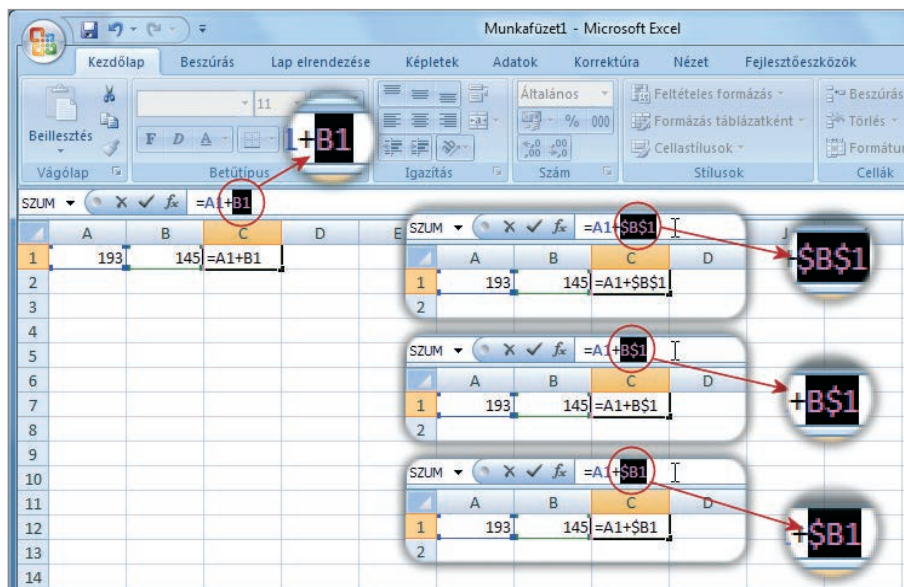 Munkafüzet1 - Microsoft Excel
Kezdőlap Beszúrás Lap elrendezése Képletek Adatok Korrektúra Nézet Fejlesztőeszközök
11 Általános Feltételes formázás Beszúrás
Beillesztés F D A % 000 Formázás táblázatként Törlés
,00 ,00 Cellastílusok Formátu
Vágólap Betűtípus Igazítás Szám Stílusok Cellák
+B1
SZUM fx =A1+B1
A B C D E
1 193 145 =A1+B1
2
3
4
5
6
7
8
9
10
11
12
13
14
SZUM fx =A1+$B$1
A B C D
1 193 145 =A1+$B$1
2
$B$1
SZUM fx =A1+B$1
A B C D
1 193 145 =A1+B$1
2
+B$1
SZUM fx =A1+$B1
A B C D
1 193 145 =A1+$B1
2
+$B1